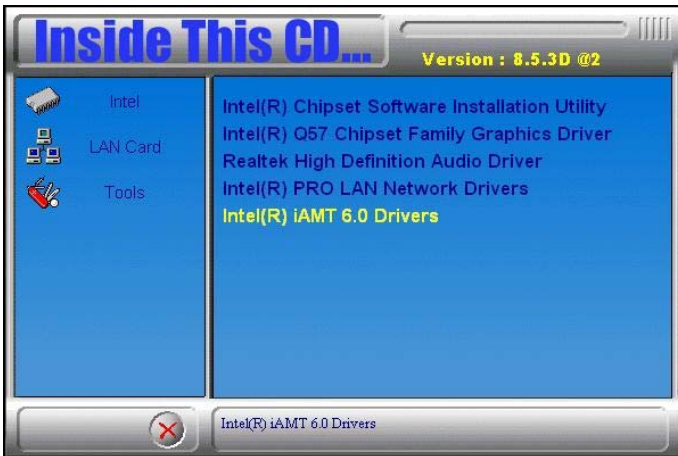 Inside This CD...
Version : 8.5.3D @2
Intel
LAN Card
Tools
Intel(R) Chipset Software Installation Utility
Intel(R) Q57 Chipset Family Graphics Driver
Realtek High Definition Audio Driver
Intel(R) PRO LAN Network Drivers
Intel(R) iAMT 6.0 Drivers
Intel(R) iAMT 6.0 Drivers